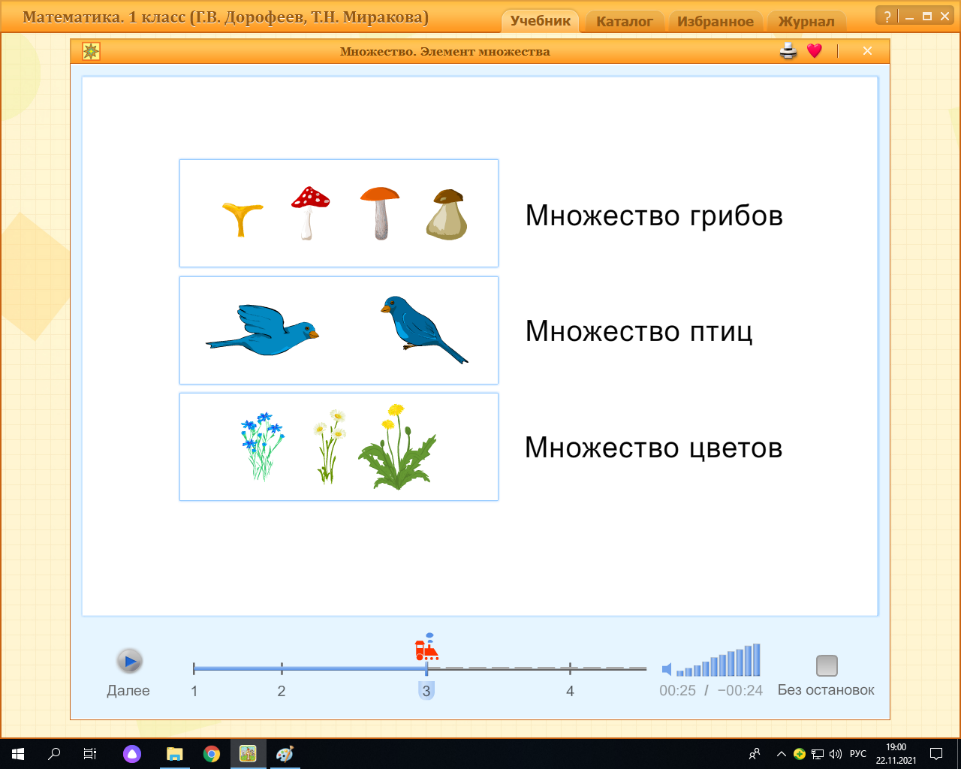 Математика. 1 класс (Г.В. Дорофеев, Т.Н. Миракова)
Учебник
Каталог
Избранное
Журнал
?
Множество. Элемент множества
Множество грибов
Множество птиц
Множество цветов
Далее
1
2
3
4
00:25 / −00:24
Без остановок
РУС
19:00
22.11.2021